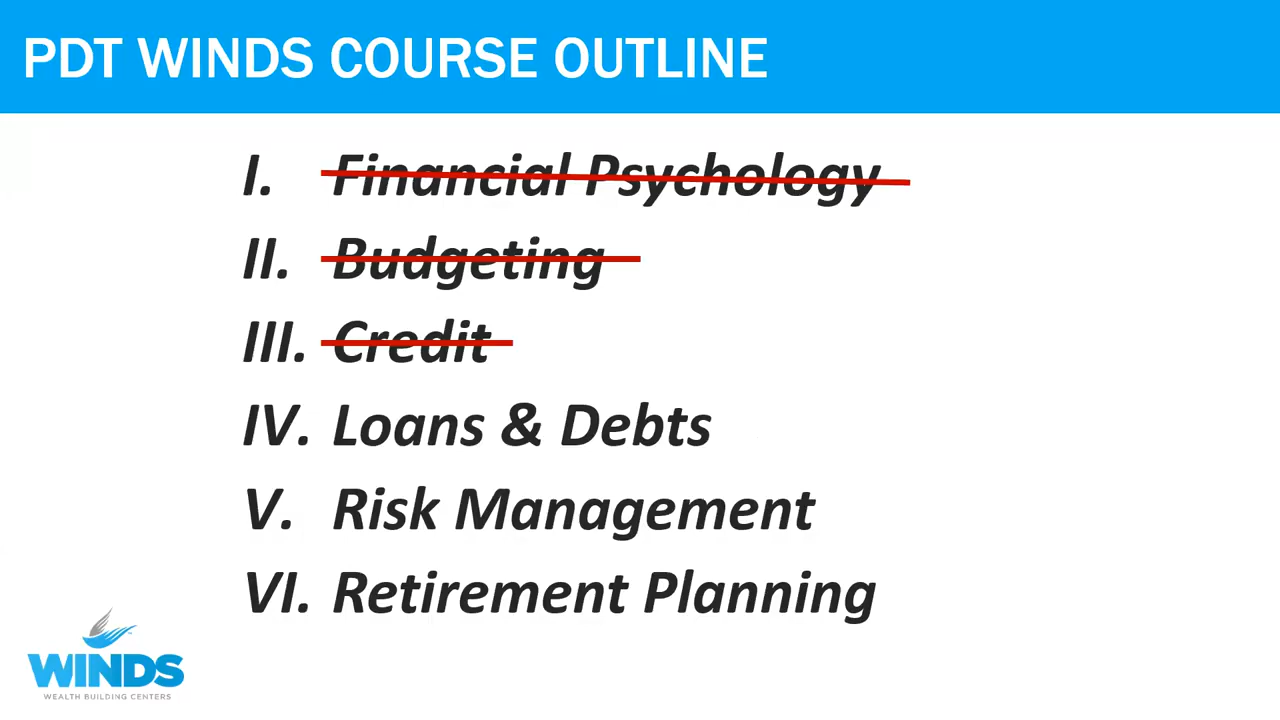 PDT WINDS COURSE OUTLINE
I. Financial Psychology
II. Budgeting
III. Credit
IV. Loans & Debts
V. Risk Management
VI. Retirement Planning
WINDS
WEALTH BUILDING CENTERS